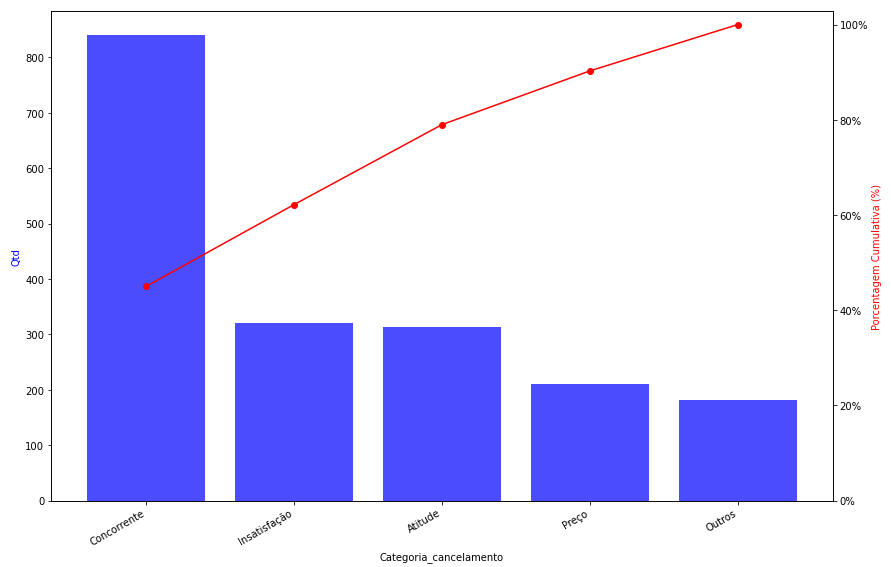 800
700
600
500
400
300
200
100
0
Qtd
100%
80%
60%
40%
20%
0%
Porcentagem Cumulativa (%)
Concorrente
Insatisfação
Atitude
Preço
Outros
Categoria_cancelamento